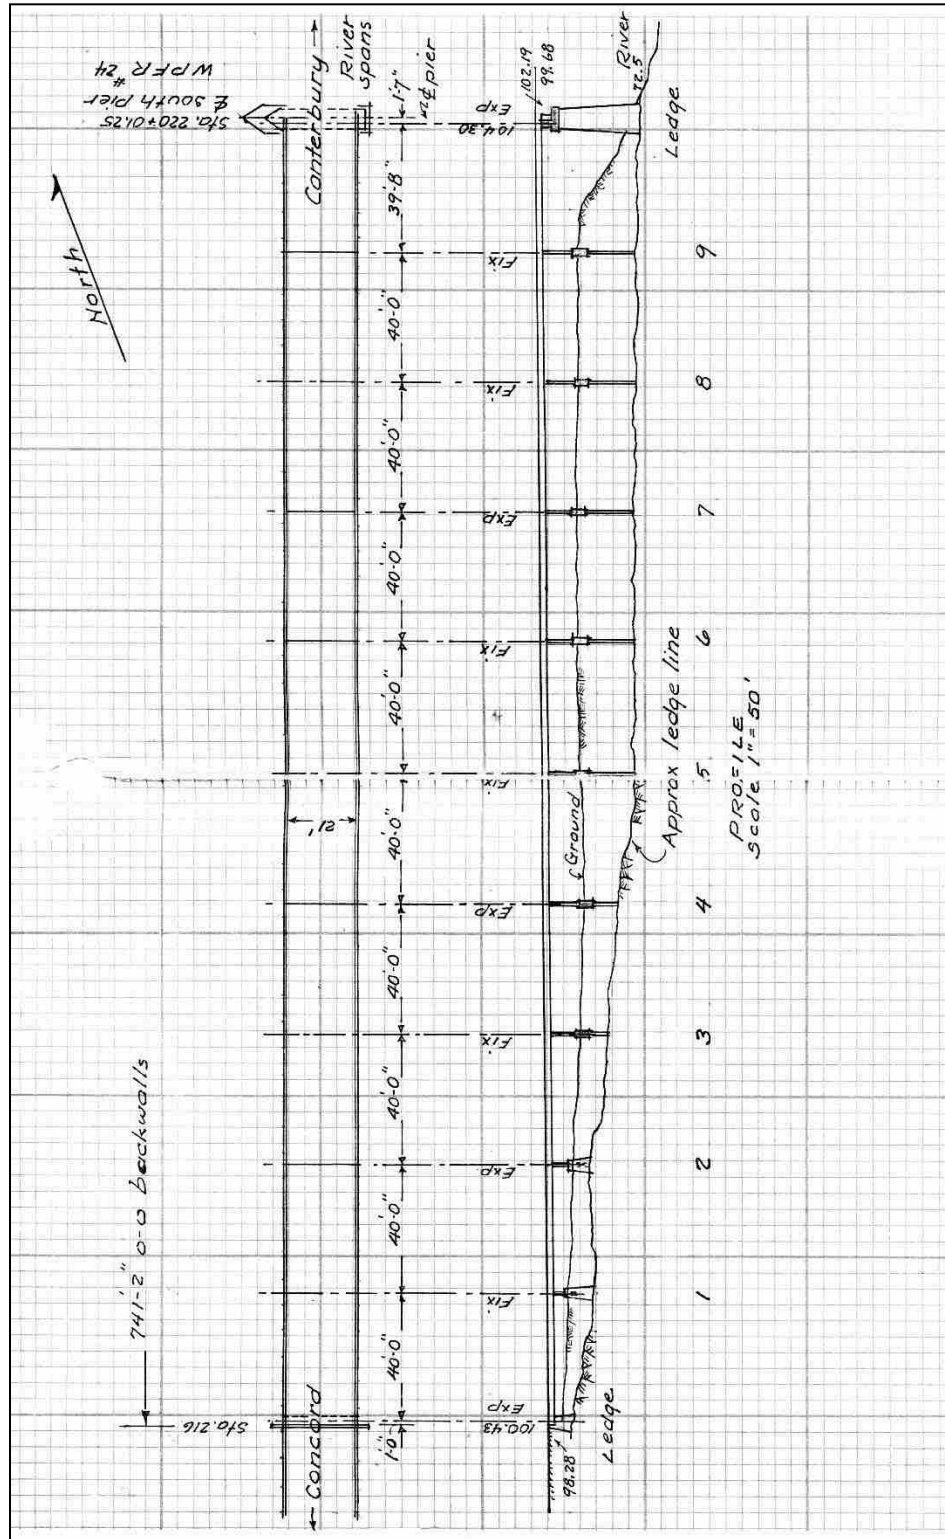 Sta. 220+01.25
℄ south pier
WPFR #24
North
Canterbury →
River
spans
1'-7"
℄ pier
39'-8"
40'-0"
40'-0"
40'-0"
40'-0"
40'-0"
40'-0"
40'-0"
40'-0"
40'-0"
21'
741'-2" o-o backwalls
Sta. 216
← Concord
1'-0"
102.19
99.68
104.30
Exp
Fix
Fix
Exp
Fix
Fix
Exp
Fix
Exp
Fix
Exp
100.43
98.28
River
72.5
Ledge
Ground
Approx ledge line
Ledge
1
2
3
4
5
6
7
8
9
PROFILE
Scale 1" = 50'